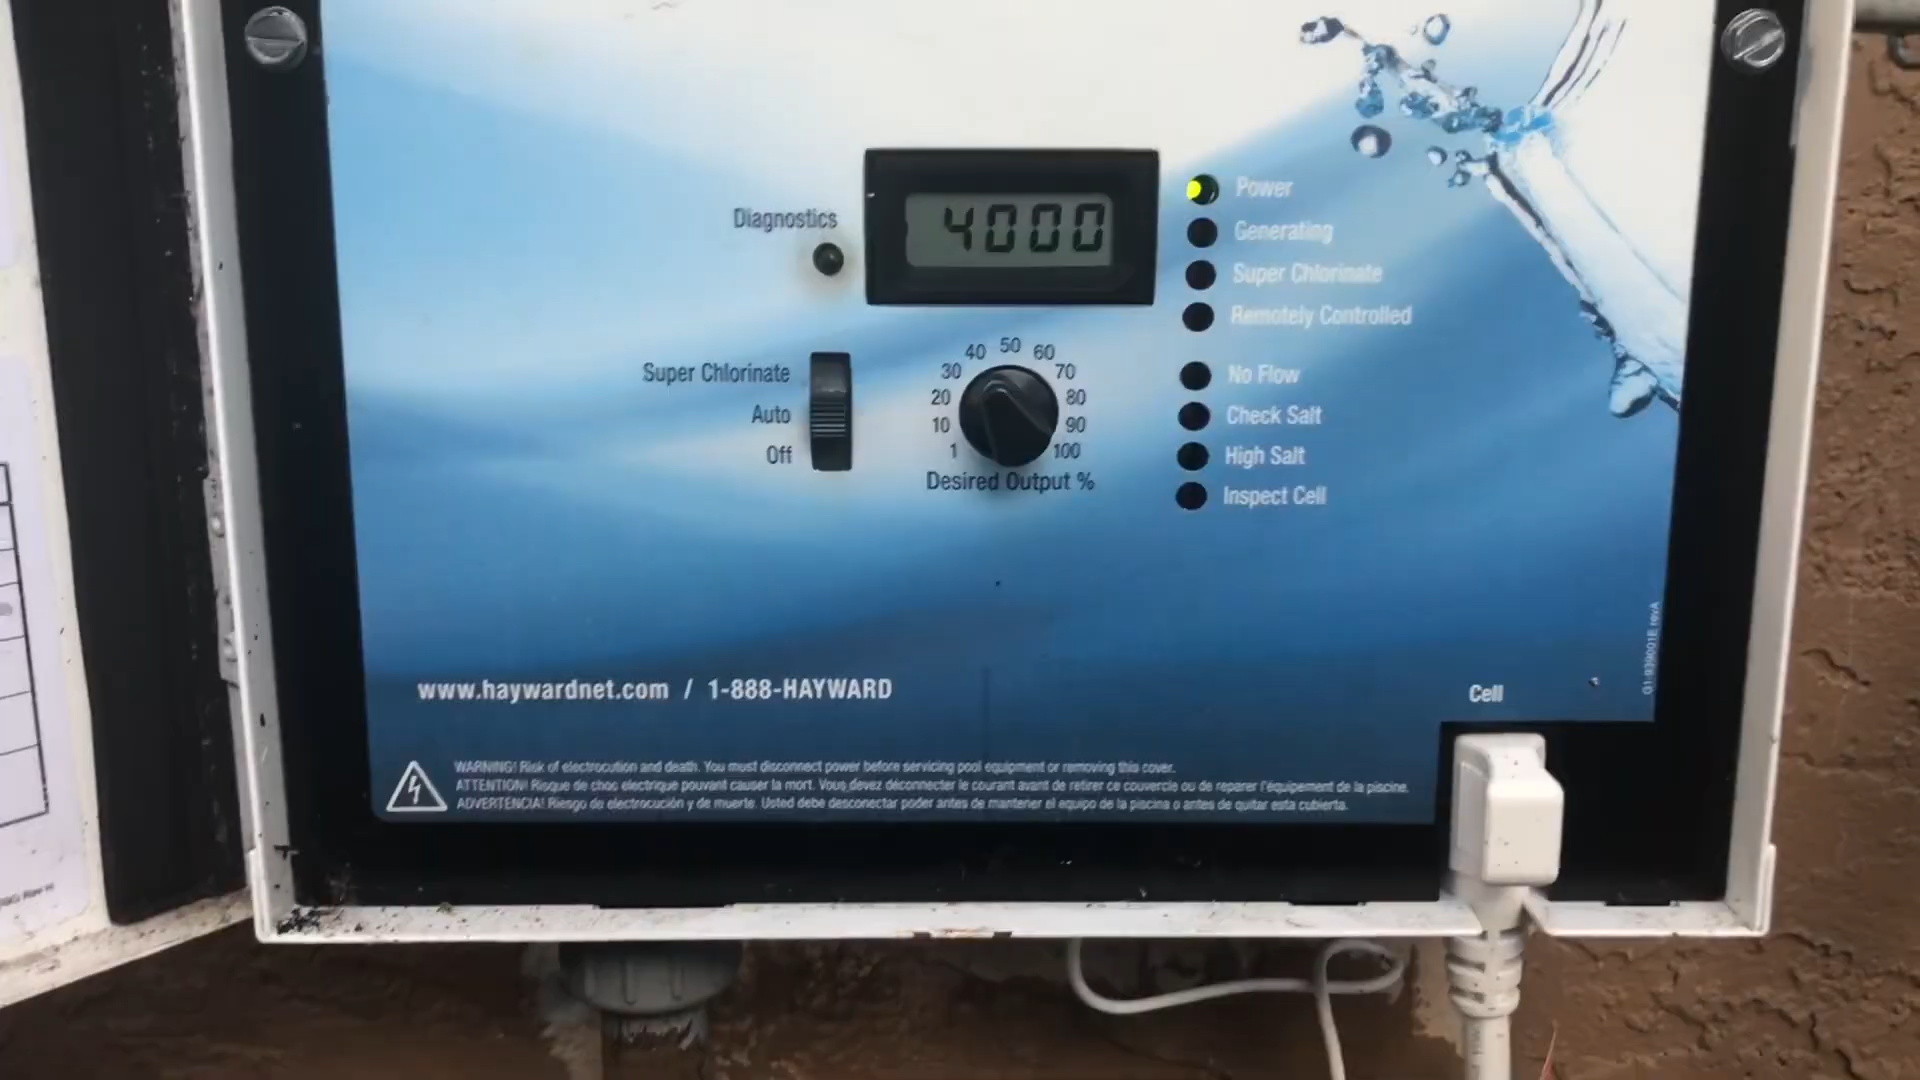 4000
Diagnostics
Power
Generating
Super Chlorinate
Remotely Controlled
No Flow
Check Salt
High Salt
Inspect Cell
Super Chlorinate
Auto
Off
1
10
20
30
40
50
60
70
80
90
100
Desired Output %
www.haywardnet.com / 1-888-HAYWARD
Cell
WARNING! Risk of electrocution and death. You must disconnect power before servicing pool equipment or removing this cover.
ATTENTION! Risque de choc electrique pouvant causer la mort. Vous devez déconnecter le courant avant de retirer ce couvercle ou de reparer l'équipement de la piscine.
ADVERTENCIA! Riesgo de electrocución y de muerte. Usted debe desconectar poder antes de mantener el equipo de la piscina o antes de quitar esta cubierta.